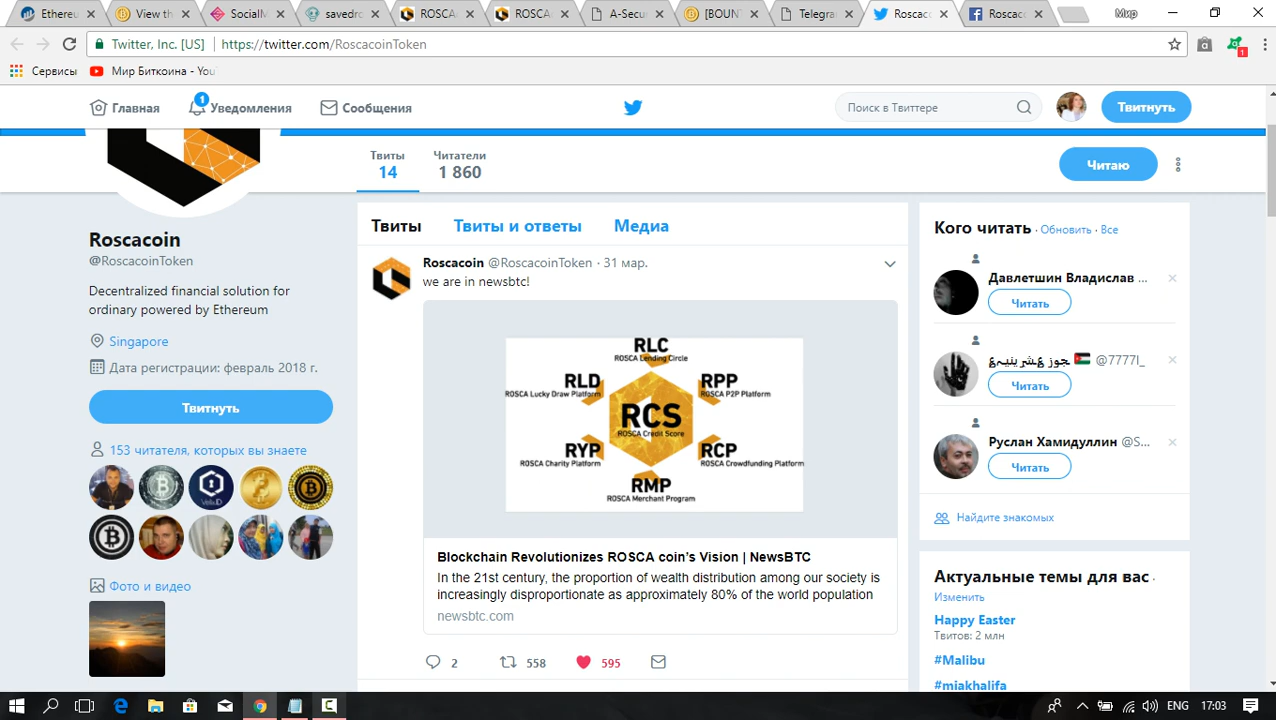 Ethereu
View th
SocialM
savedro
ROSCA
ROSCA
A-Secu
[BOUNT
Telegra
Roscac
Rosсac
Мир
Twitter, Inc. [US]
https://twitter.com/RoscacoinToken
1
Сервисы
Мир Биткоина - You
Главная
1
Уведомления
Сообщения
Поиск в Твиттере
Твитнуть
Твиты
14
Читатели
1 860
Читаю
Roscacoin
@RoscacoinToken
Decentralized financial solution for
ordinary powered by Ethereum
Singapore
Дата регистрации: февраль 2018 г.
Твитнуть
153 читателя, которых вы знаете
VeloxID
Фото и видео
Твиты
Твиты и ответы
Медиа
Roscacoin @RoscacoinToken · 31 мар.
we are in newsbtc!
RLC
ROSCA Lending Circle
RLD
ROSCA Lucky Draw Platform
RPP
ROSCA P2P Platform
RCS
ROSCA Credit Score
RYP
ROSCA Charity Platform
RCP
ROSCA Crowdfunding Platform
RMP
ROSCA Merchant Program
Blockchain Revolutionizes ROSCA coin's Vision | NewsBTC
In the 21st century, the proportion of wealth distribution among our society is
increasingly disproportionate as approximately 80% of the world population
newsbtc.com
2
558
595
Кого читать · Обновить · Все
Давлетшин Владислав ...
Читать
@7777I_
Читать
Руслан Хамидуллин @S...
Читать
Найдите знакомых
Актуальные темы для вас ·
Изменить
Happy Easter
Твитов: 2 млн
#Malibu
#miakhalifa
ENG
17:03